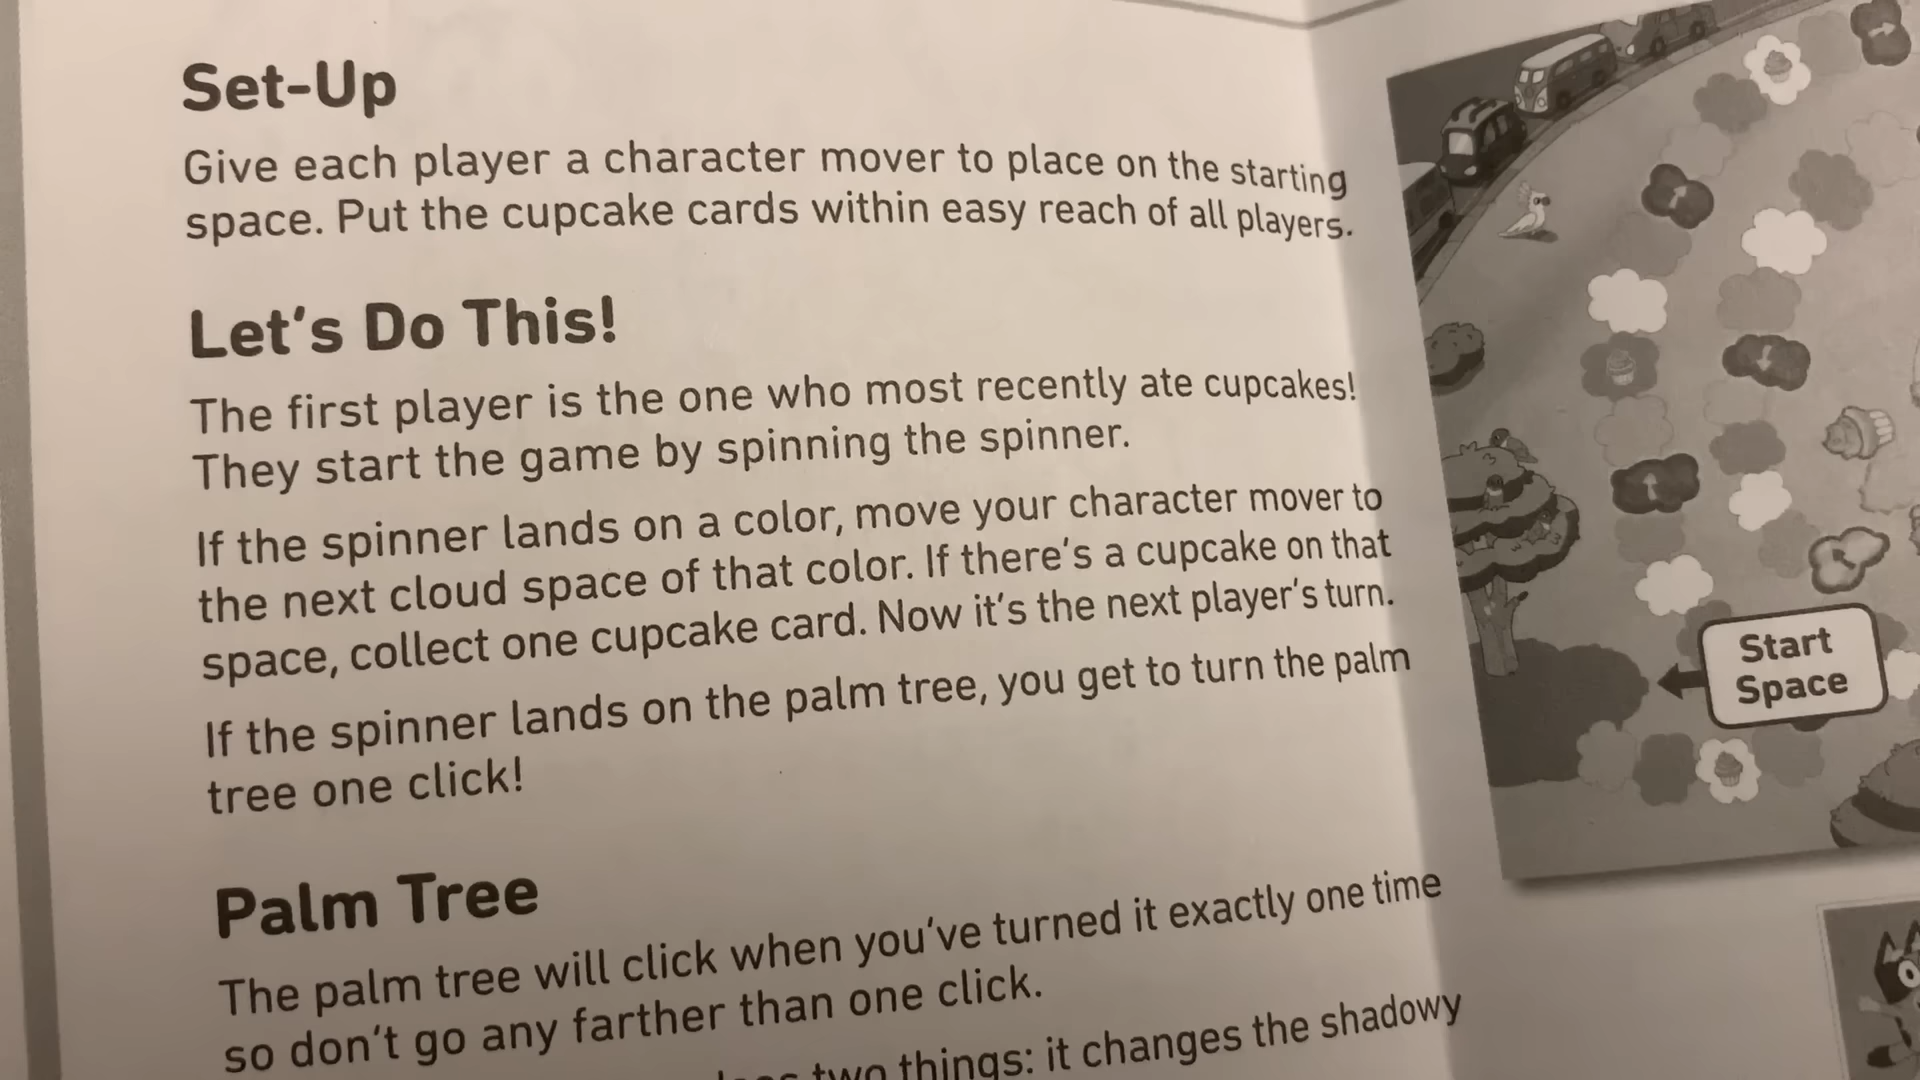 Set-Up
Give each player a character mover to place on the starting
space. Put the cupcake cards within easy reach of all players.
Let's Do This!
The first player is the one who most recently ate cupcakes!
They start the game by spinning the spinner.
If the spinner lands on a color, move your character mover to
the next cloud space of that color. If there's a cupcake on that
space, collect one cupcake card. Now it's the next player's turn.
If the spinner lands on the palm tree, you get to turn the palm
tree one click!
Palm Tree
The palm tree will click when you've turned it exactly one time
so don't go any farther than one click.
two things: it changes the shadowy
Start
Space